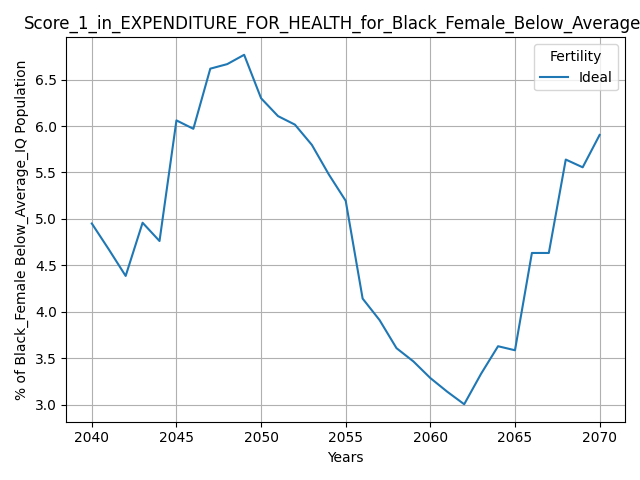 Score_1_in_EXPENDITURE_FOR_HEALTH_for_Black_Female_Below_Average
% of Black_Female Below_Average_IQ Population
6.5
6.0
5.5
5.0
4.5
4.0
3.5
3.0
Fertility
Ideal
2040 2045 2050 2055 2060 2065 2070
Years